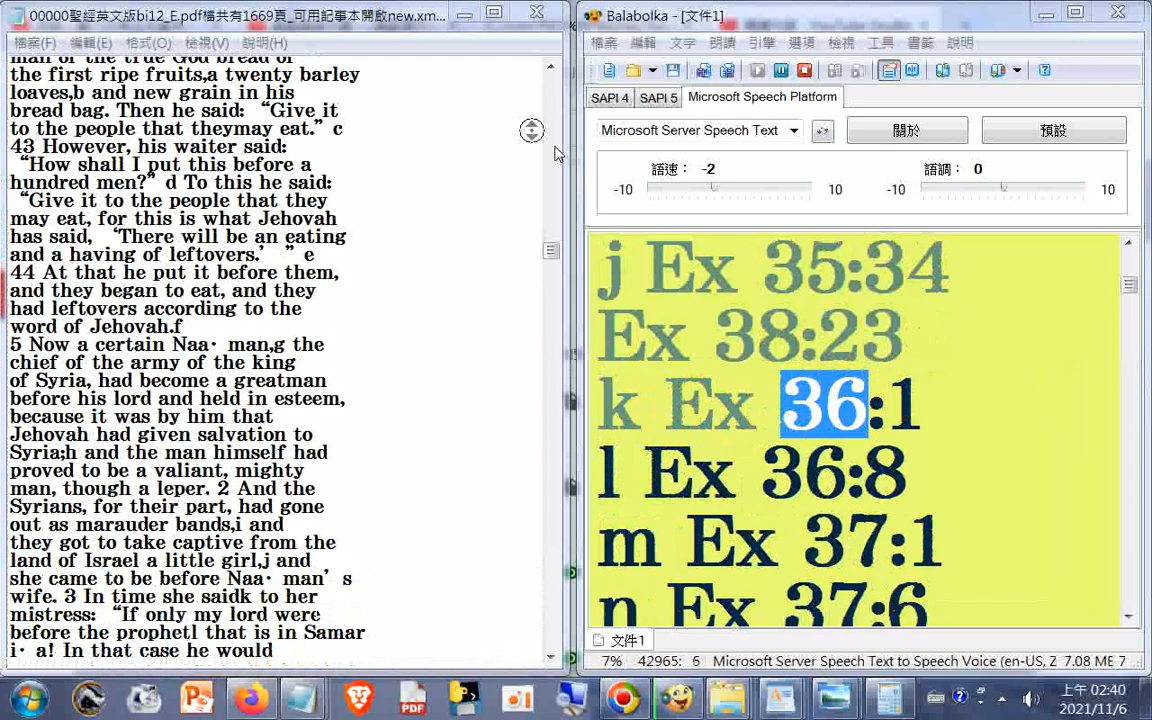 00000聖經英文版bi12_E.pdf檔共有1669頁_可用記事本開啟new.xm...
檔案(F) 編輯(E) 格式(O) 檢視(V) 說明(H)
man of the true God bread of
the first ripe fruits,a twenty barley
loaves,b and new grain in his
bread bag. Then he said: “Give it
to the people that theymay eat.” c
43 However, his waiter said:
“How shall I put this before a
hundred men?” d To this he said:
“Give it to the people that they
may eat, for this is what Jehovah
has said, ‘There will be an eating
and a having of leftovers.’ ” e
44 At that he put it before them,
and they began to eat, and they
had leftovers according to the
word of Jehovah.f
5 Now a certain Naa·man,g the
chief of the army of the king
of Syria, had become a greatman
before his lord and held in esteem,
because it was by him that
Jehovah had given salvation to
Syria;h and the man himself had
proved to be a valiant, mighty
man, though a leper. 2 And the
Syrians, for their part, had gone
out as marauder bands,i and
they got to take captive from the
land of Israel a little girl,j and
she came to be before Naa·man’s
wife. 3 In time she saidk to her
mistress: “If only my lord were
before the prophetl that is in Samar
i·a! In that case he would
Balabolka - [文件1]
檔案 編輯 文字 朗讀 引擎 選項 檢視 工具 書籤 說明
SAPI 4 SAPI 5 Microsoft Speech Platform
Microsoft Server Speech Text 關於 預設
語速： -2 語調： 0
-10 10 -10 10
j Ex 35:34
Ex 38:23
k Ex 36:1
l Ex 36:8
m Ex 37:1
n Ex 37:6
文件1
7% 42965: 6 Microsoft Server Speech Text to Speech Voice (en-US, Z 7.08 MB 7
PDF
上午 02:40
2021/11/6